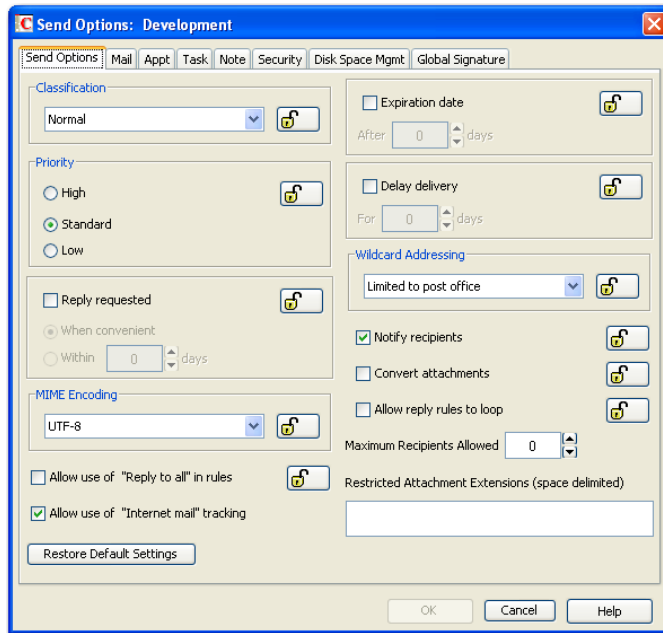 Send Options: Development
Send Options Mail Appt Task Note Security Disk Space Mgmt Global Signature
Classification
Normal
Priority
High
Standard
Low
Reply requested
When convenient
Within 0 days
MIME Encoding
UTF-8
Allow use of "Reply to all" in rules
Allow use of "Internet mail" tracking
Restore Default Settings
Expiration date
After 0 days
Delay delivery
For 0 days
Wildcard Addressing
Limited to post office
Notify recipients
Convert attachments
Allow reply rules to loop
Maximum Recipients Allowed 0
Restricted Attachment Extensions (space delimited)
OK Cancel Help